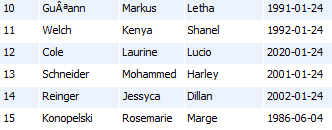 10 GuÂªann Markus Letha 1991-01-24
11 Welch Kenya Shanel 1992-01-24
12 Cole Laurine Lucio 2020-01-24
13 Schneider Mohammed Harley 2001-01-24
14 Reinger Jessyca Dillan 2002-01-24
15 Konopelski Rosemarie Marge 1986-06-04